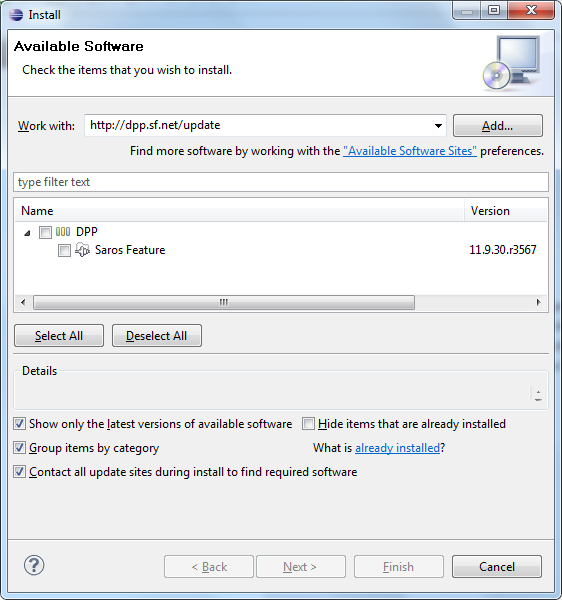 Install
Available Software
Check the items that you wish to install.
Work with: http://dpp.sf.net/update Add...
Find more software by working with the "Available Software Sites" preferences.
type filter text
Name Version
DPP
Saros Feature 11.9.30.r3567
Select All Deselect All
Details
Show only the latest versions of available software Hide items that are already installed
Group items by category What is already installed?
Contact all update sites during install to find required software
? < Back Next > Finish Cancel